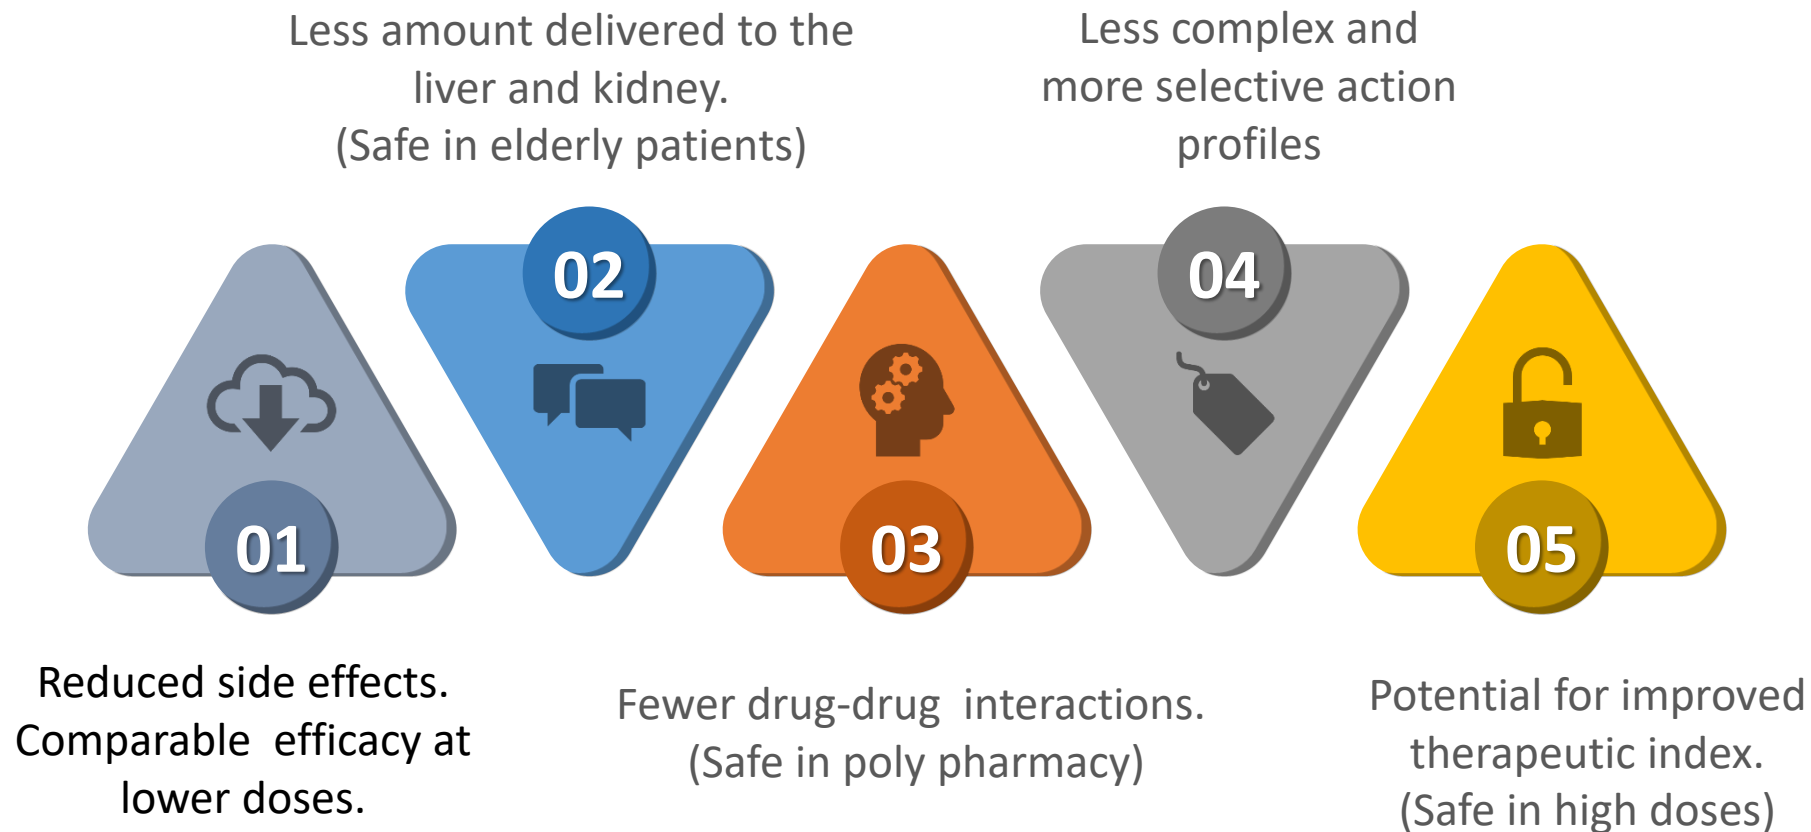 Less amount delivered to the
liver and kidney.
(Safe in elderly patients)
Less complex and
more selective action
profiles
01
02
03
04
05
Reduced side effects.
Comparable  efficacy at
lower doses.
Fewer drug-drug  interactions.
(Safe in poly pharmacy)
Potential for improved
therapeutic index.
(Safe in high doses)